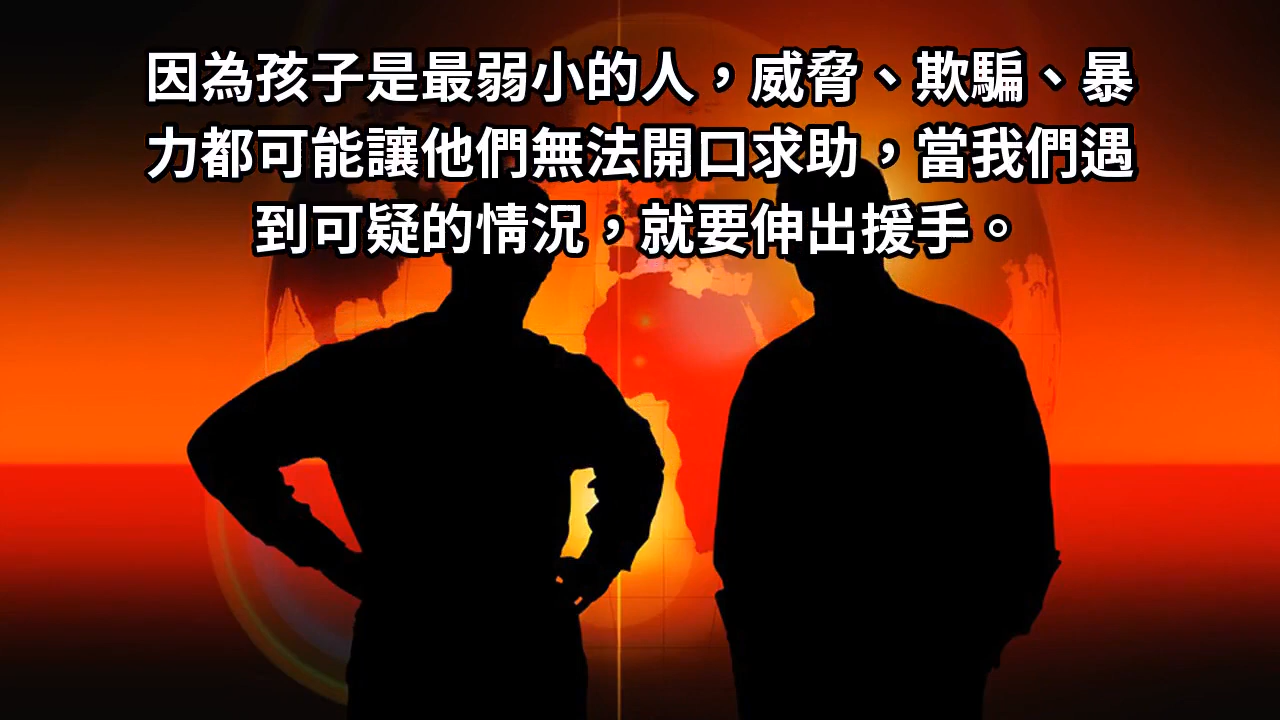 因為孩子是最弱小的人，威脅、欺騙、暴
力都可能讓他們無法開口求助，當我們遇
到可疑的情況，就要伸出援手。